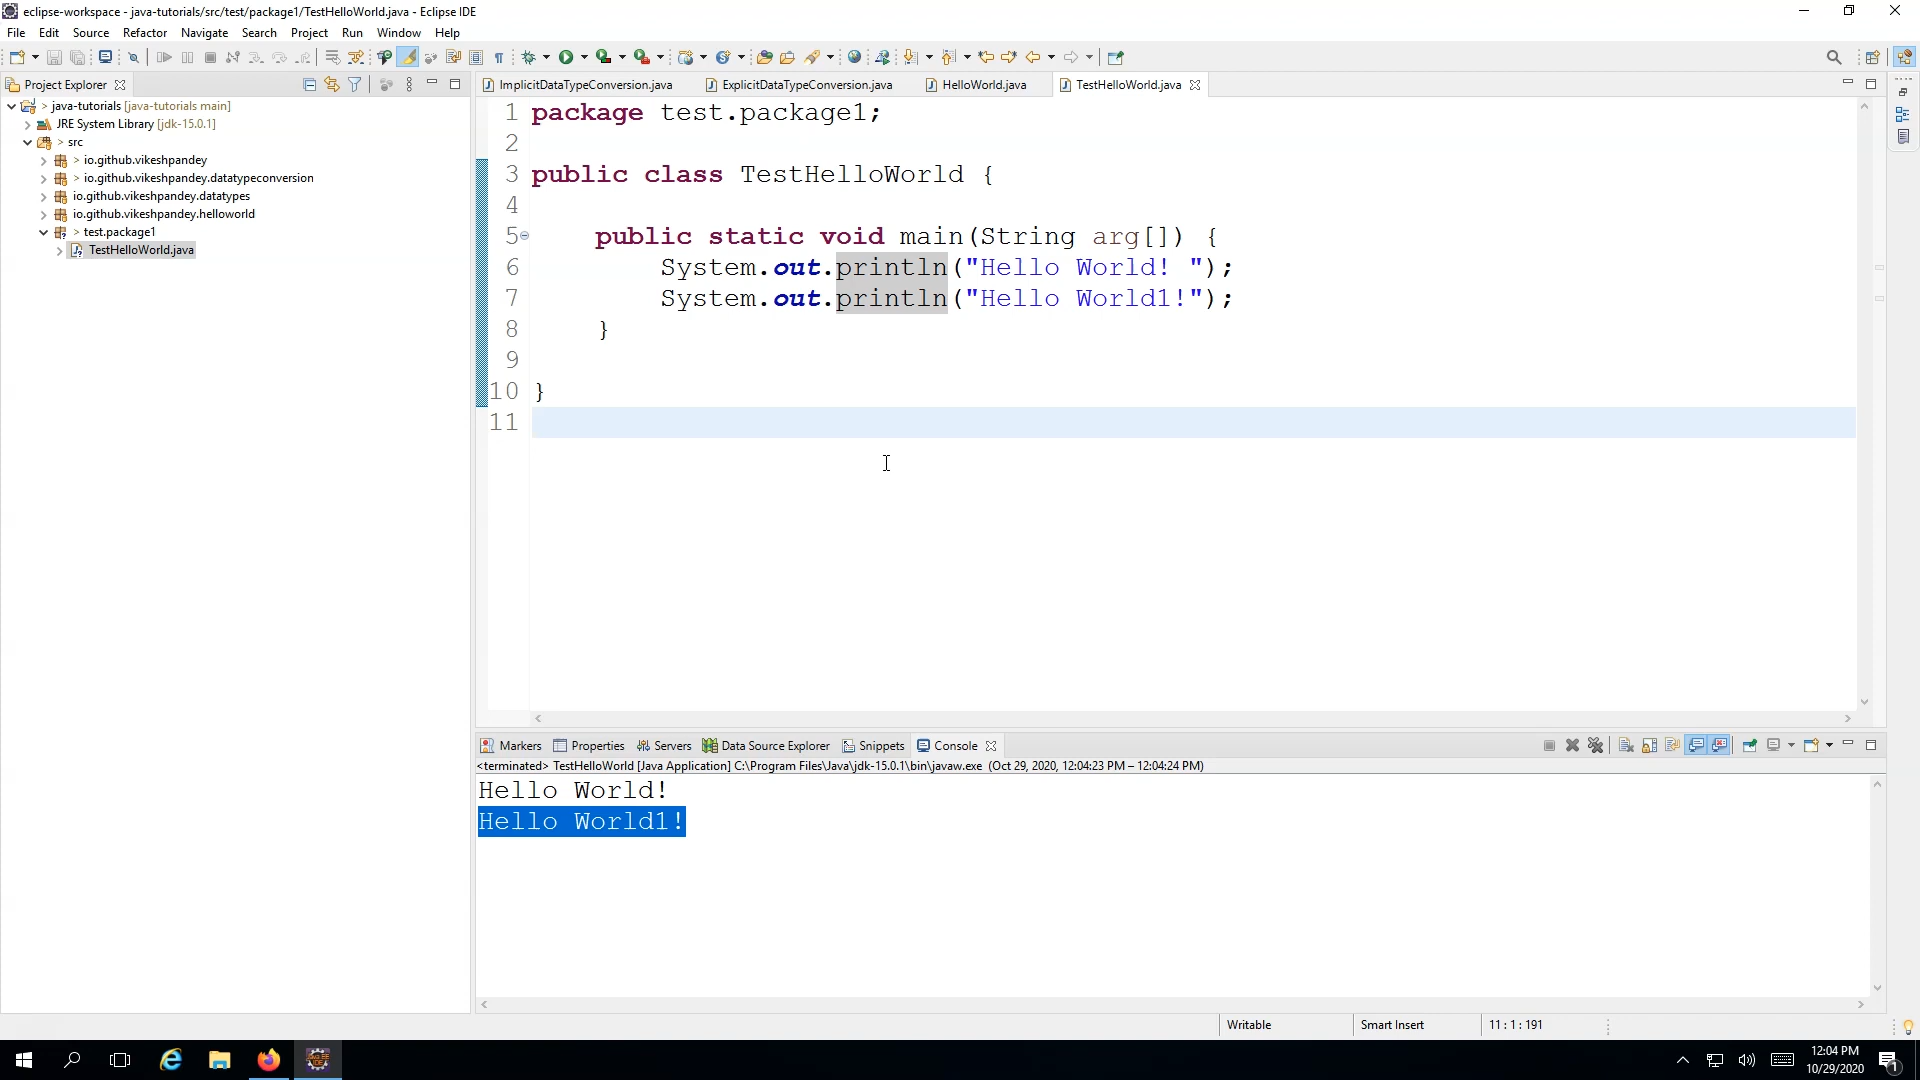 eclipse-workspace - java-tutorials/src/test/package1/TestHelloWorld.java - Eclipse IDE
File Edit Source Refactor Navigate Search Project Run Window Help
Project Explorer
> java-tutorials [java-tutorials main]
JRE System Library [jdk-15.0.1]
> src
> io.github.vikeshpandey
> io.github.vikeshpandey.datatypeconversion
io.github.vikeshpandey.datatypes
io.github.vikeshpandey.helloworld
> test.package1
TestHelloWorld.java
ImplicitDataTypeConversion.java ExplicitDataTypeConversion.java HelloWorld.java TestHelloWorld.java
1 package test.package1;
2
3 public class TestHelloWorld {
4
5 public static void main(String arg[]) {
6 System.out.println("Hello World! ");
7 System.out.println("Hello World1!");
8 }
9
10 }
11
Markers Properties Servers Data Source Explorer Snippets Console
<terminated> TestHelloWorld [Java Application] C:\Program Files\Java\jdk-15.0.1\bin\javaw.exe (Oct 29, 2020, 12:04:23 PM – 12:04:24 PM)
Hello World!
Hello World1!
Writable Smart Insert 11 : 1 : 191
12:04 PM
10/29/2020
1